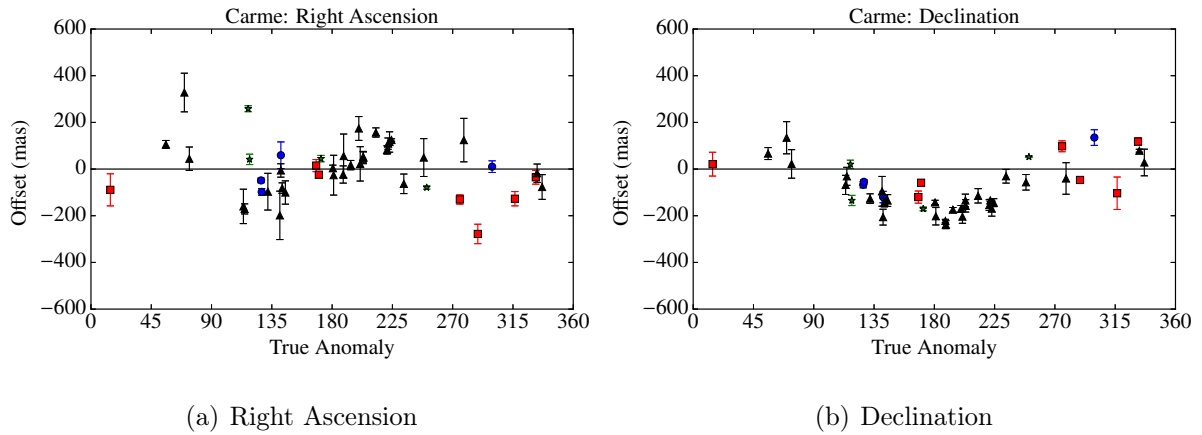 Carme: Right Ascension
600
400
200
0
−200
−400
−600
Offset (mas)
0 45 90 135 180 225 270 315 360
True Anomaly
(a) Right Ascension
Carme: Declination
600
400
200
0
−200
−400
−600
Offset (mas)
0 45 90 135 180 225 270 315 360
True Anomaly
(b) Declination